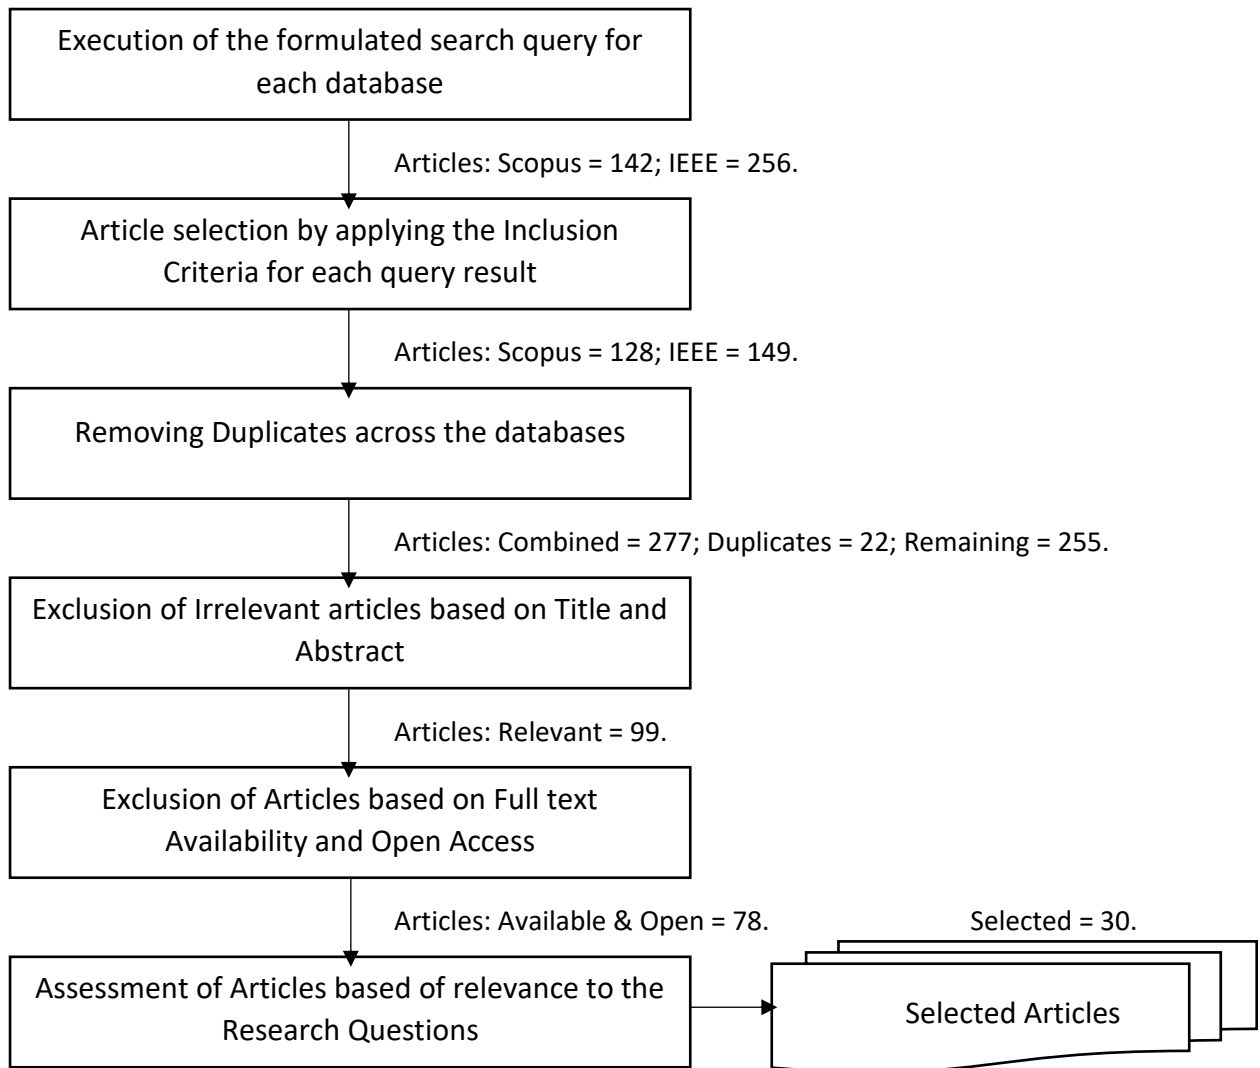 Execution of the formulated search query for
each database
Articles: Scopus = 142; IEEE = 256.
Article selection by applying the Inclusion
Criteria for each query result
Articles: Scopus = 128; IEEE = 149.
Removing Duplicates across the databases
Articles: Combined = 277; Duplicates = 22; Remaining = 255.
Exclusion of Irrelevant articles based on Title and
Abstract
Articles: Relevant = 99.
Exclusion of Articles based on Full text
Availability and Open Access
Articles: Available & Open = 78.
Selected = 30.
Assessment of Articles based of relevance to the
Research Questions
Selected Articles